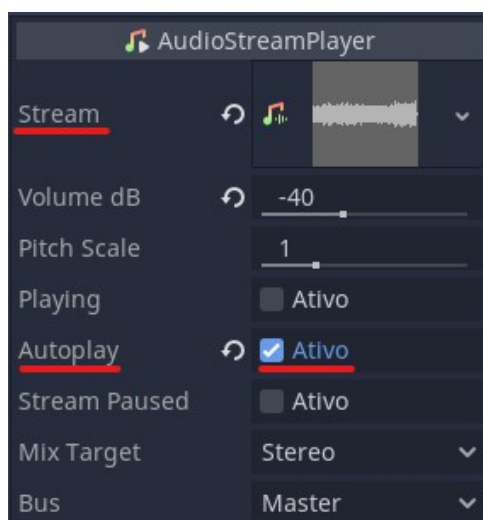 AudioStreamPlayer
Stream
Volume dB -40
Pitch Scale 1
Playing Ativo
Autoplay Ativo
Stream Paused Ativo
Mix Target Stereo
Bus Master